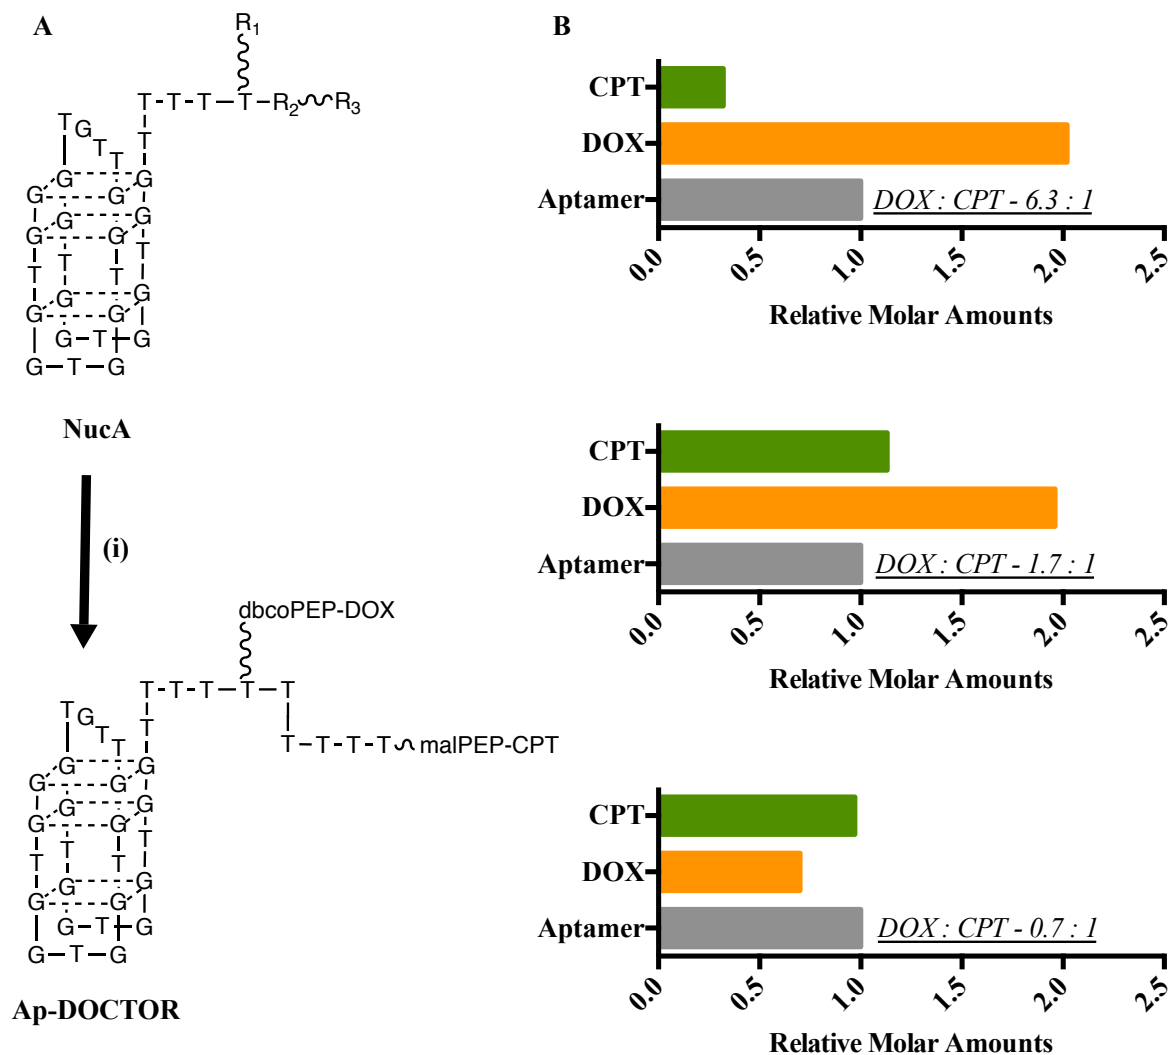 A
R₁
T-T-T—T-R₂ R₃
T
G
T T
T
G G
G G
G G
G G
T T
T T
G G
G G
G-T G
G—T—G
NucA
(i)
dbcoPEP-DOX
T-T-T—T—T
T
G
T T
T
T—T-T-T malPEP-CPT
G G
G G
G G
G G
T T
T T
G G
G G
G T G
G—T—G
Ap-DOCTOR
B
CPT
DOX
Aptamer
DOX : CPT - 6.3 : 1
0.0 0.5 1.0 1.5 2.0 2.5
Relative Molar Amounts
CPT
DOX
Aptamer
DOX : CPT - 1.7 : 1
0.0 0.5 1.0 1.5 2.0 2.5
Relative Molar Amounts
CPT
DOX
Aptamer
DOX : CPT - 0.7 : 1
0.0 0.5 1.0 1.5 2.0 2.5
Relative Molar Amounts